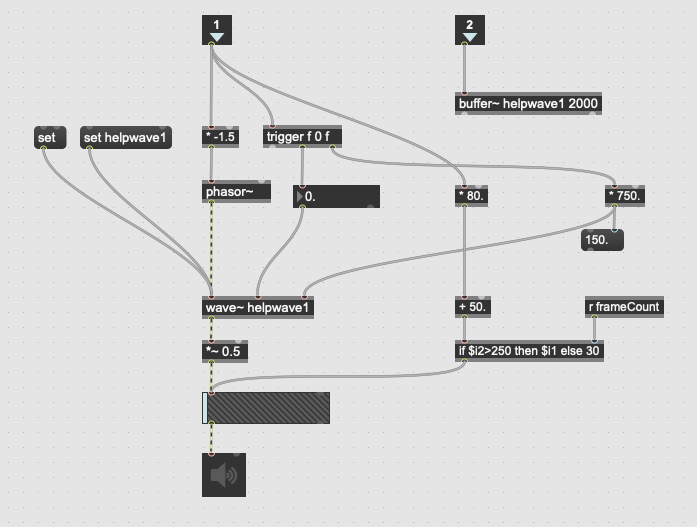 1
2
buffer~ helpwave1 2000
set
set helpwave1
* -1.5
trigger f 0 f
phasor~
0.
* 80.
* 750.
150.
wave~ helpwave1
+ 50.
r frameCount
*~ 0.5
if $i2>250 then $i1 else 30